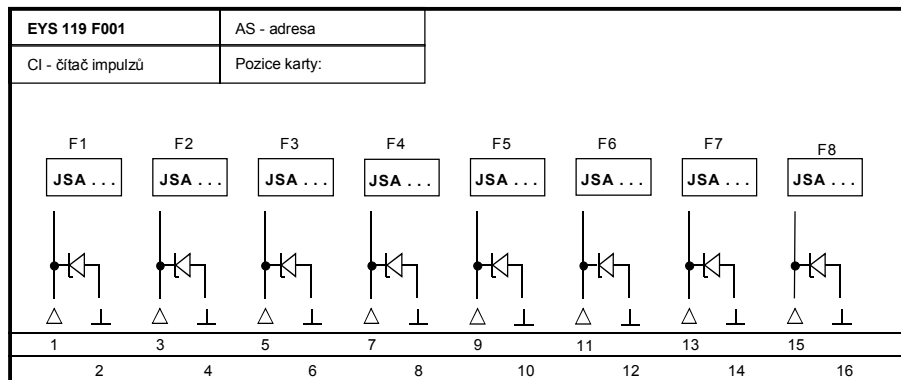 EYS 119 F001 AS - adresa
CI - čítač impulzů Pozice karty:
F1 F2 F3 F4 F5 F6 F7 F8
JSA . . . JSA . . . JSA . . . JSA . . . JSA . . . JSA . . . JSA . . . JSA . . .
1 3 5 7 9 11 13 15
2 4 6 8 10 12 14 16